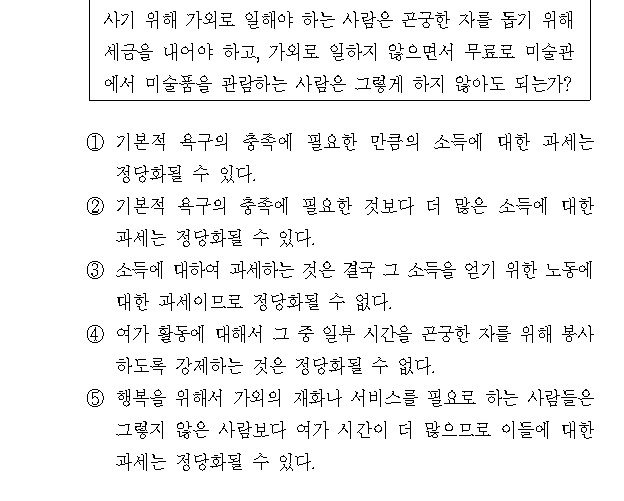 사기 위해 가외로 일해야 하는 사람은 곤궁한 자를 돕기 위해
세금을 내어야 하고, 가외로 일하지 않으면서 무료로 미술관
에서 미술품을 관람하는 사람은 그렇게 하지 않아도 되는가?
① 기본적 욕구의 충족에 필요한 만큼의 소득에 대한 과세는
정당화될 수 있다.
② 기본적 욕구의 충족에 필요한 것보다 더 많은 소득에 대한
과세는 정당화될 수 있다.
③ 소득에 대하여 과세하는 것은 결국 그 소득을 얻기 위한 노동에
대한 과세이므로 정당화될 수 없다.
④ 여가 활동에 대해서 그 중 일부 시간을 곤궁한 자를 위해 봉사
하도록 강제하는 것은 정당화될 수 없다.
⑤ 행복을 위해서 가외의 재화나 서비스를 필요로 하는 사람들은
그렇지 않은 사람보다 여가 시간이 더 많으므로 이들에 대한
과세는 정당화될 수 있다.